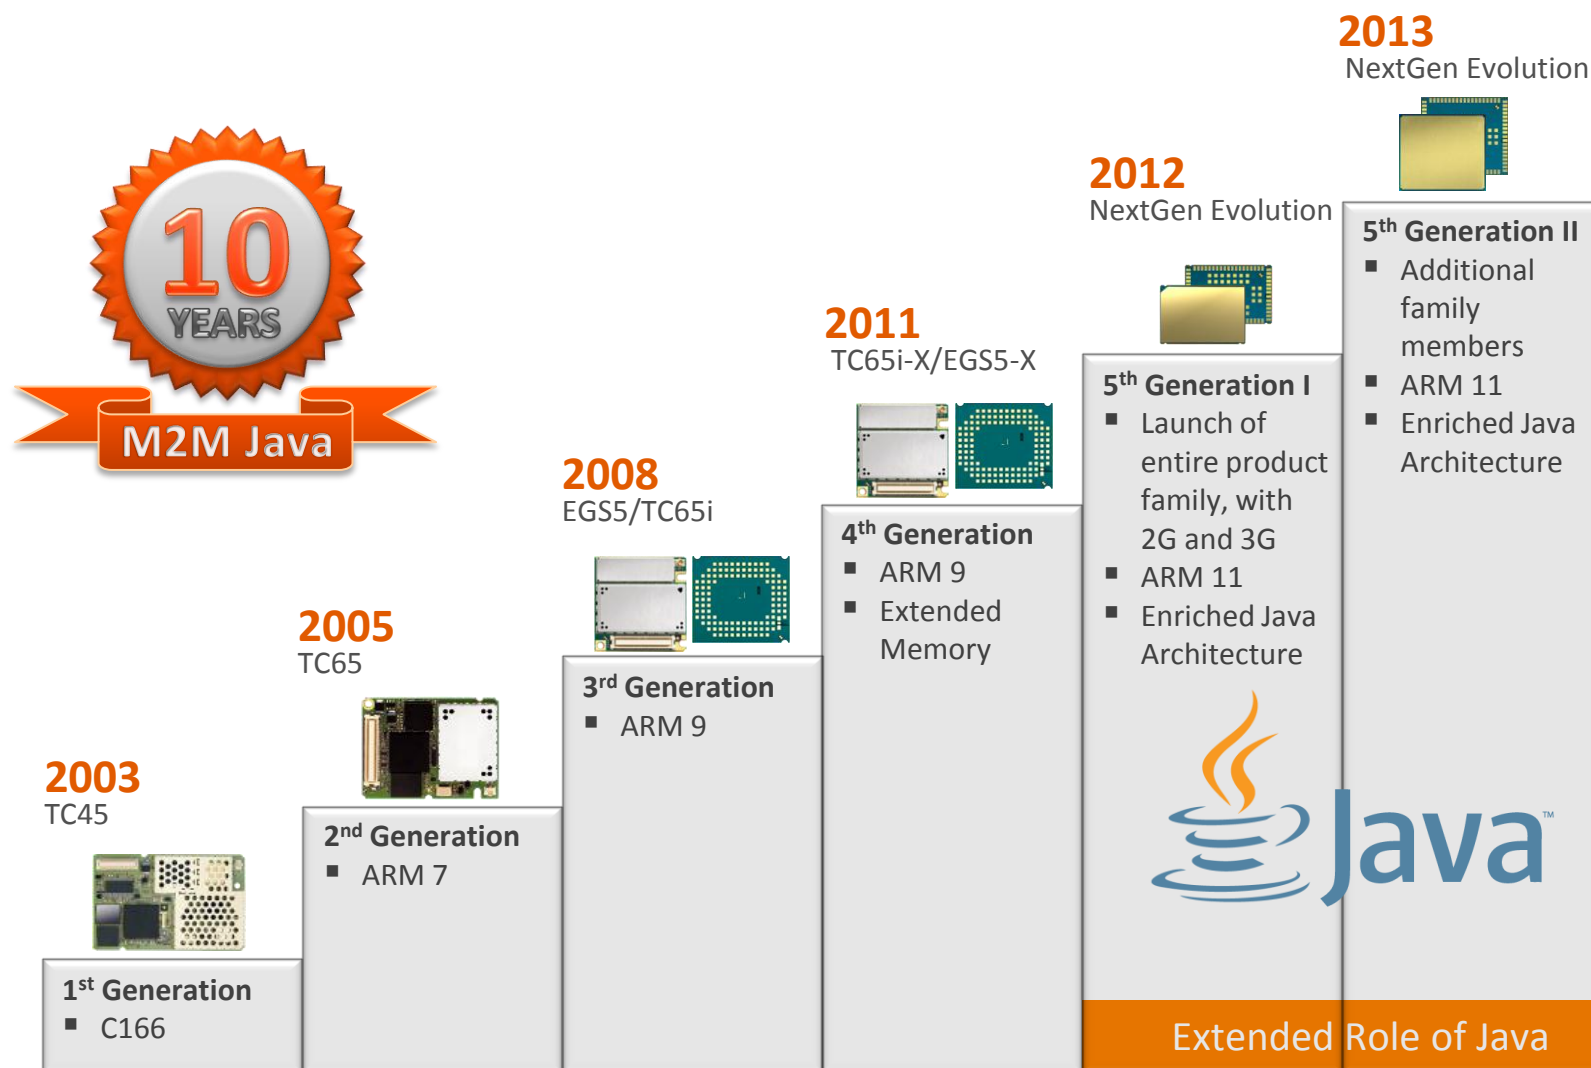 10
YEARS
M2M Java
2003
TC45
1st Generation
▪ C166
2005
TC65
2nd Generation
▪ ARM 7
2008
EGS5/TC65i
3rd Generation
▪ ARM 9
2011
TC65i-X/EGS5-X
4th Generation
▪ ARM 9
▪ Extended
Memory
2012
NextGen Evolution
5th Generation I
▪ Launch of
entire product
family, with
2G and 3G
▪ ARM 11
▪ Enriched Java
Architecture
2013
NextGen Evolution
5th Generation II
▪ Additional
family
members
▪ ARM 11
▪ Enriched Java
Architecture
Java™
Extended Role of Java